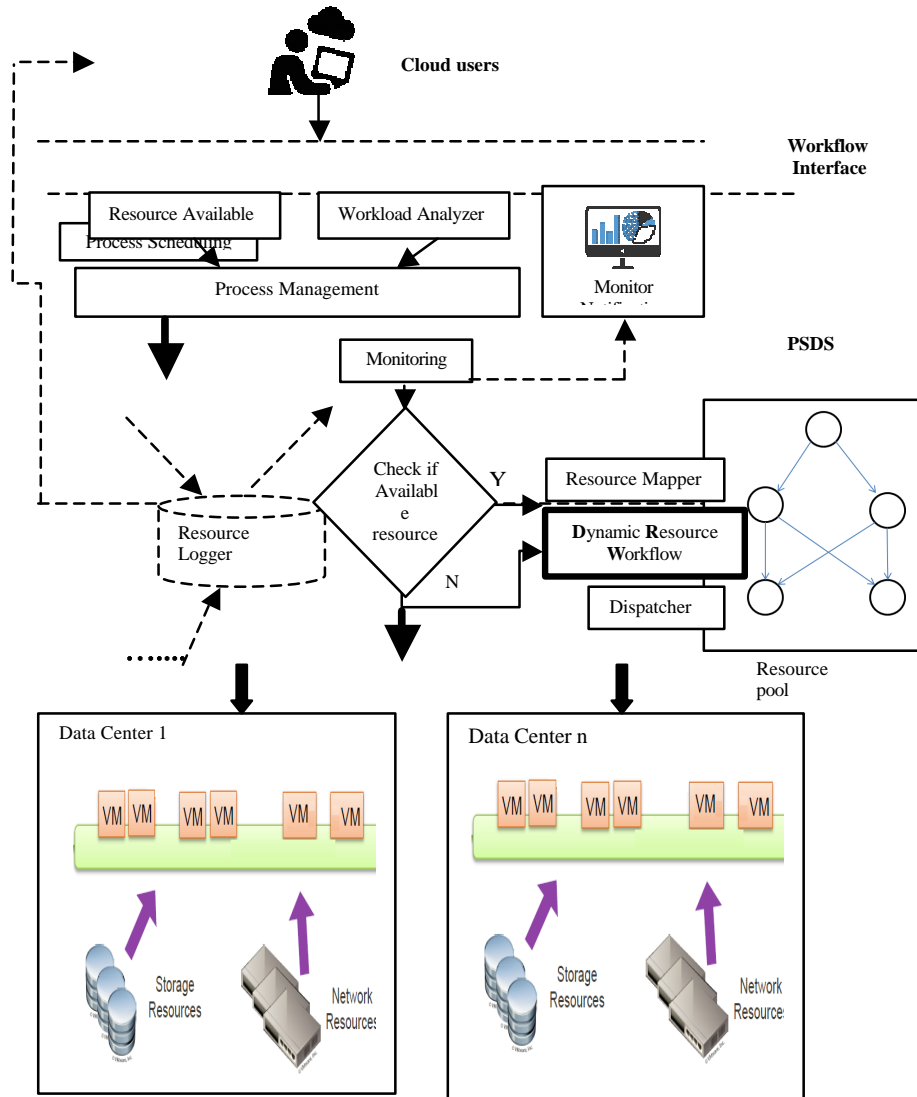 Cloud users
Workflow
Interface
Resource Available
Workload Analyzer
Process Scheduling
Process Management
Monitor
PSDS
Monitoring
Check if
Availabl
e
resource
Y
N
Resource Mapper
Dynamic Resource
Workflow
Dispatcher
Resource
Logger
Resource
pool
Data Center 1
VM
VM
VM
VM
VM
VM
Storage
Resources
Network
Resources
Data Center n
VM
VM
VM
VM
VM
VM
Storage
Resources
Network
Resources